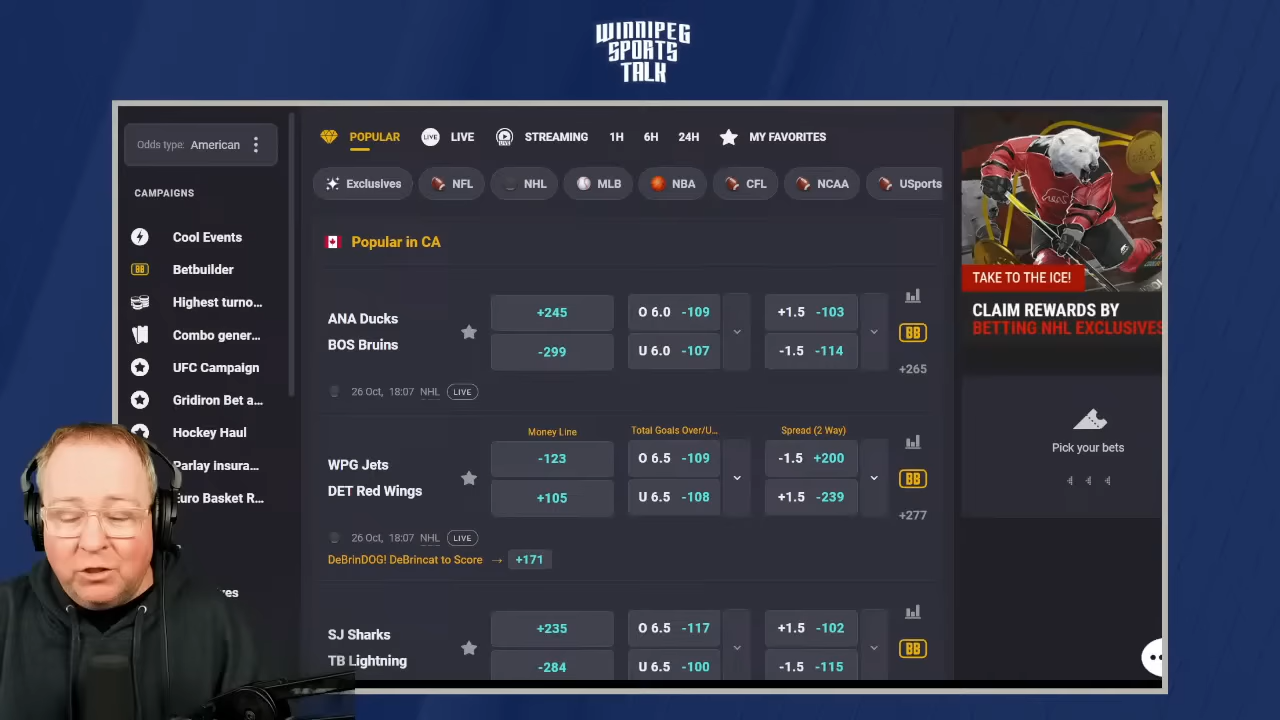 WINNIPEG
SPORTS
TALK
Odds type: American
CAMPAIGNS
Cool Events
Betbuilder
Highest turno...
Combo gener...
UFC Campaign
Gridiron Bet a...
Hockey Haul
Parlay insura...
Euro Basket R...
POPULAR LIVE LIVE STREAMING 1H 6H 24H MY FAVORITES
Exclusives NFL NHL MLB NBA CFL NCAA USports
Popular in CA
ANA Ducks
BOS Bruins
+245
-299
O 6.0 -109
U 6.0 -107
+1.5 -103
-1.5 -114
BB
+265
26 Oct, 18:07 NHL LIVE
Money Line Total Goals Over/U... Spread (2 Way)
WPG Jets
DET Red Wings
-123
+105
O 6.5 -109
U 6.5 -108
-1.5 +200
+1.5 -239
BB
+277
26 Oct, 18:07 NHL LIVE
DeBrinDOG! DeBrincat to Score → +171
SJ Sharks
TB Lightning
+235
-284
O 6.5 -117
U 6.5 -100
+1.5 -102
-1.5 -115
BB
TAKE TO THE ICE!
CLAIM REWARDS BY
BETTING NHL EXCLUSIVES
Pick your bets